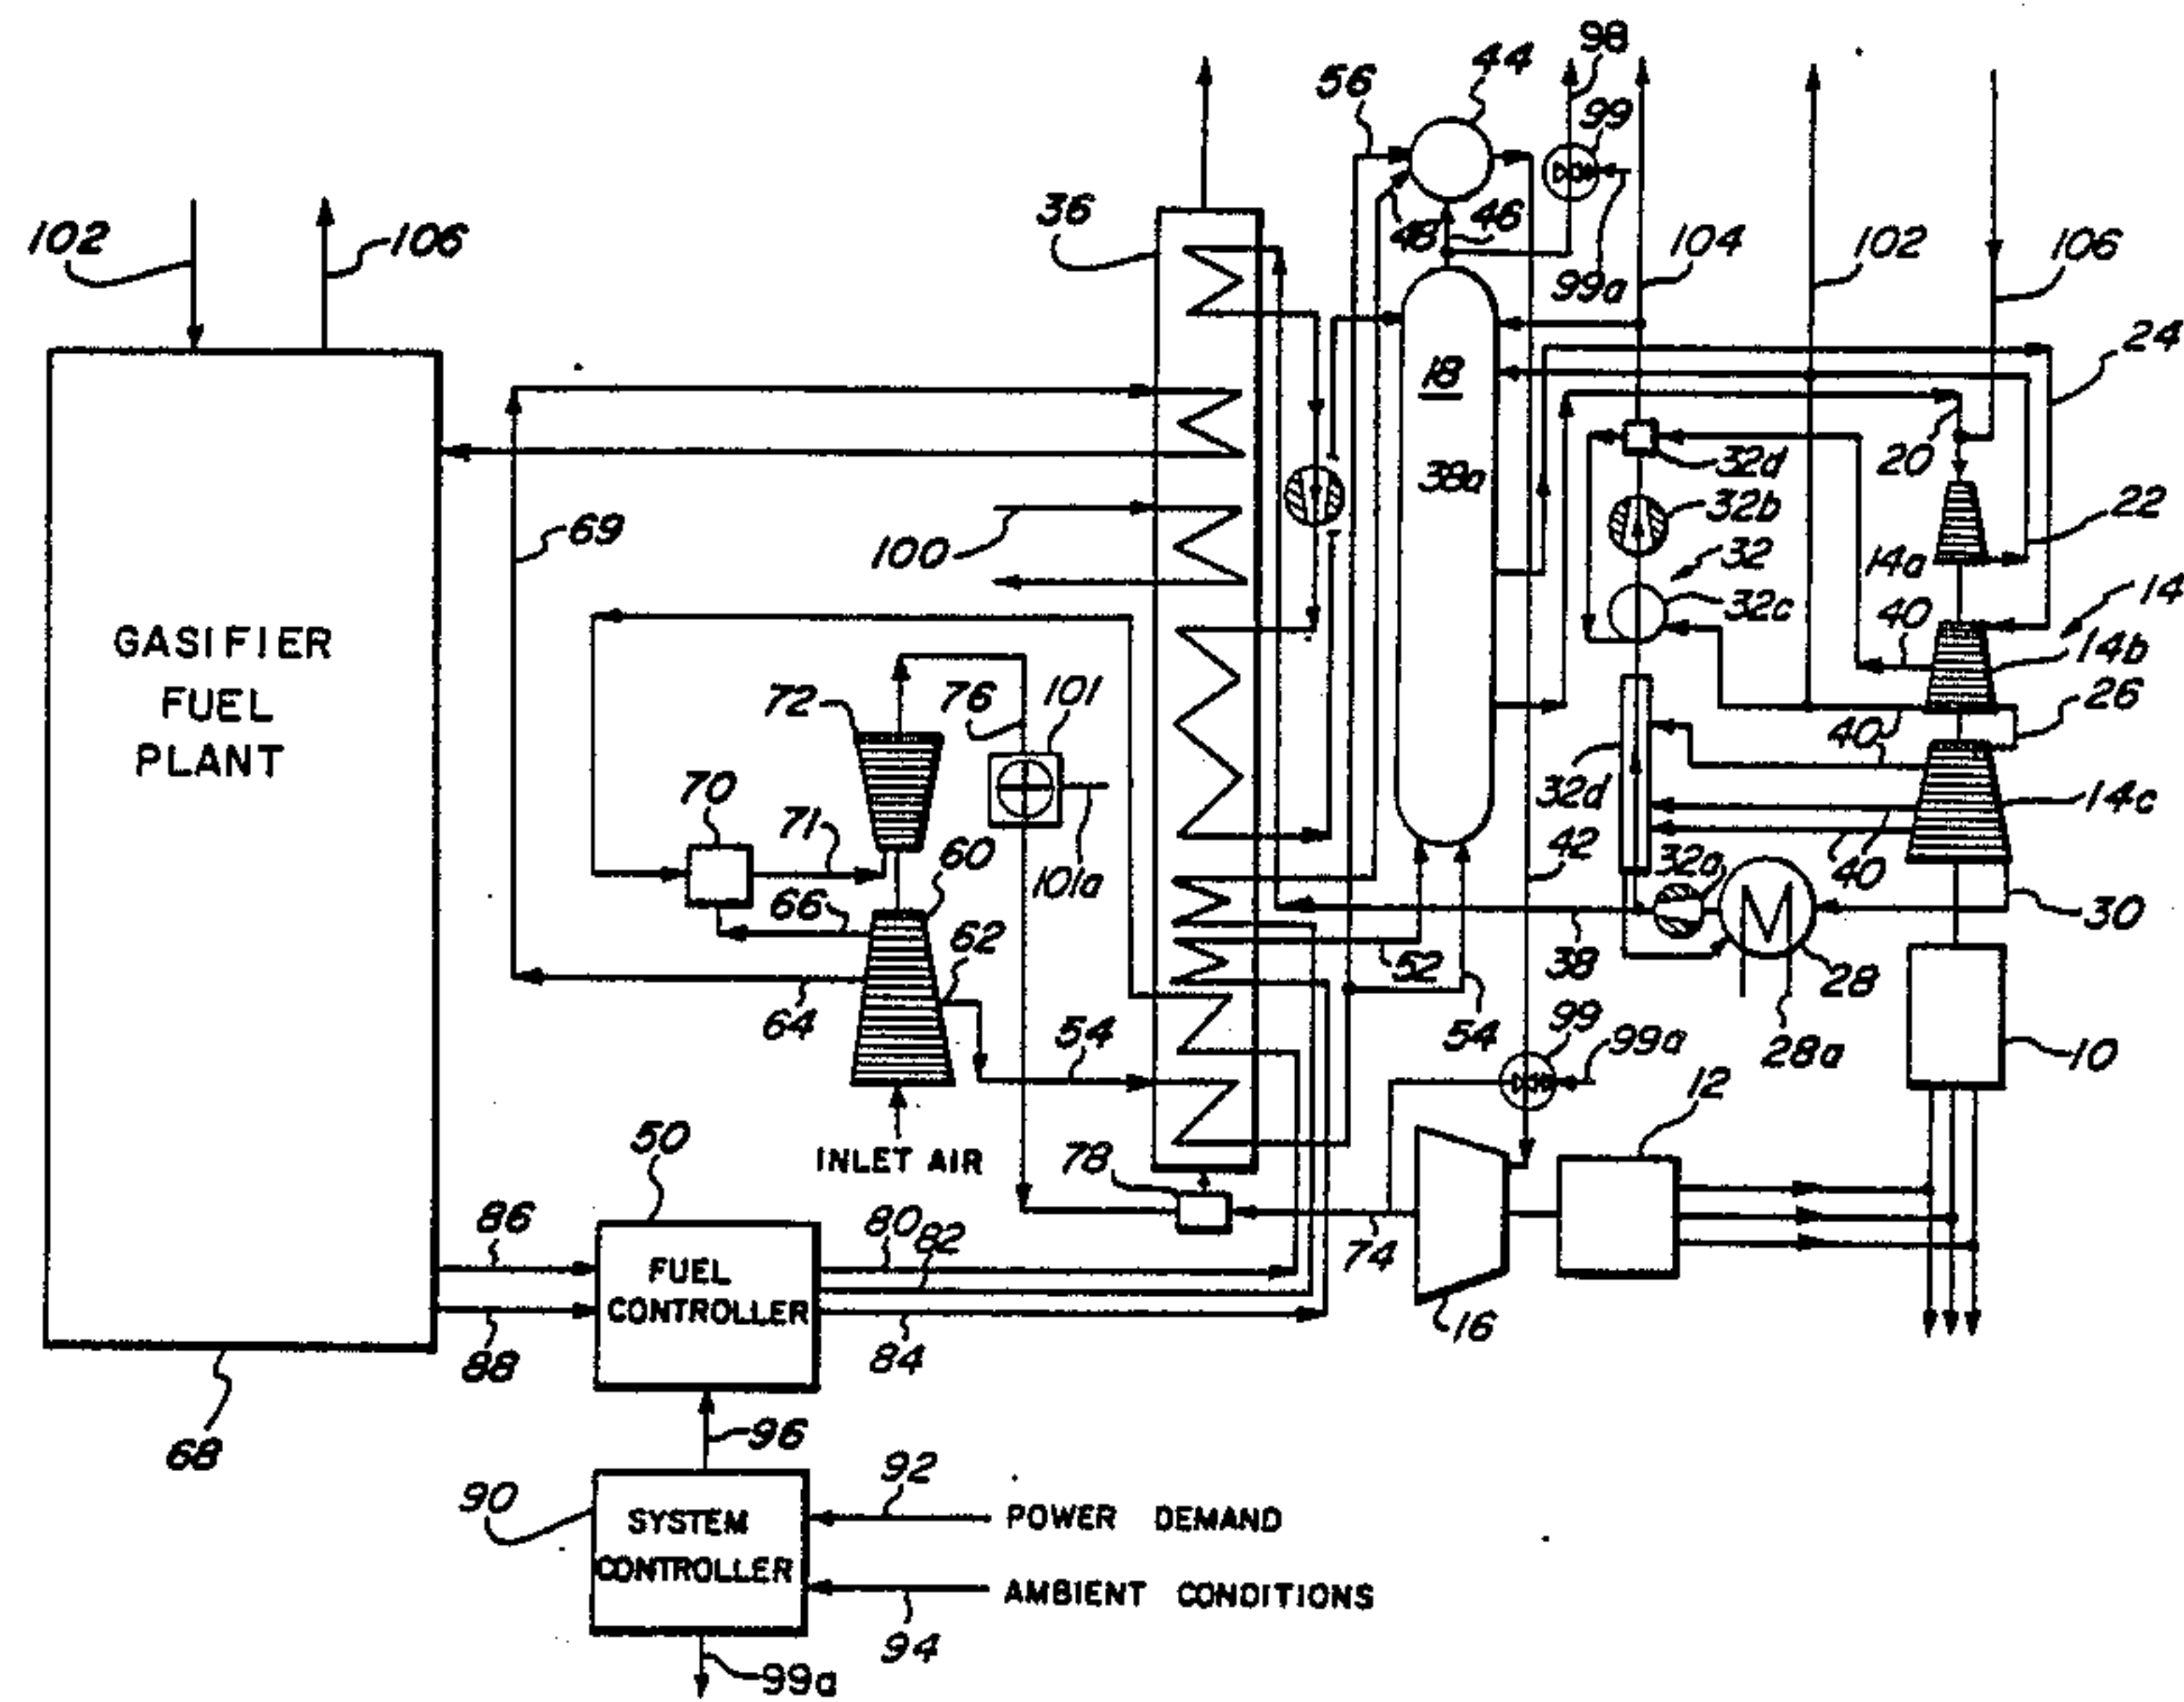 98
44
56
99
36
46
48
104
102
106
99a
102
106
24
18
20
32d
38a
69
32b
22
100
32
14a
14
32c
40
GASIFIER
14b
FUEL
72
76
101
26
PLANT
40
70
32d
14c
71
60
101a
42
32a
40
66
62
30
52
38
28
64
54
54
99
99a
28a
10
50
INLET AIR
78
12
86
80
82
FUEL
CONTROLLER
74
16
88
84
68
96
92
90
SYSTEM
POWER DEMAND
CONTROLLER
AMBIENT CONDITIONS
94
99a